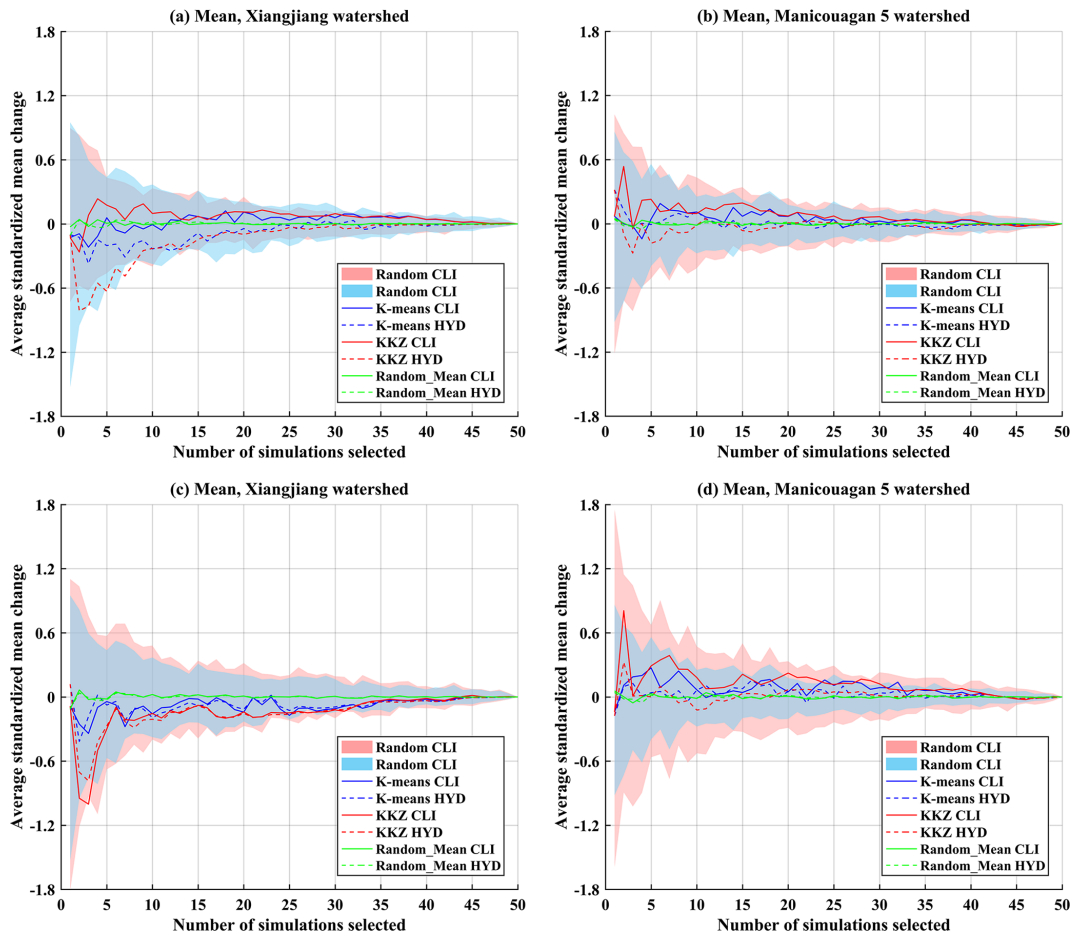 (a) Mean, Xiangjiang watershed
1.8
1.2
0.6
0
-0.6
-1.2
-1.8
Average standardized mean change
0 5 10 15 20 25 30 35 40 45 50
Number of simulations selected
Random CLI
Random CLI
K-means CLI
K-means HYD
KKZ CLI
KKZ HYD
Random_Mean CLI
Random_Mean HYD
(b) Mean, Manicouagan 5 watershed
1.8
1.2
0.6
0
-0.6
-1.2
-1.8
Average standardized mean change
0 5 10 15 20 25 30 35 40 45 50
Number of simulations selected
Random CLI
Random CLI
K-means CLI
K-means HYD
KKZ CLI
KKZ HYD
Random_Mean CLI
Random_Mean HYD
(c) Mean, Xiangjiang watershed
1.8
1.2
0.6
0
-0.6
-1.2
-1.8
Average standardized mean change
0 5 10 15 20 25 30 35 40 45 50
Number of simulations selected
Random CLI
Random CLI
K-means CLI
K-means HYD
KKZ CLI
KKZ HYD
Random_Mean CLI
Random_Mean HYD
(d) Mean, Manicouagan 5 watershed
1.8
1.2
0.6
0
-0.6
-1.2
-1.8
Average standardized mean change
0 5 10 15 20 25 30 35 40 45 50
Number of simulations selected
Random CLI
Random CLI
K-means CLI
K-means HYD
KKZ CLI
KKZ HYD
Random_Mean CLI
Random_Mean HYD